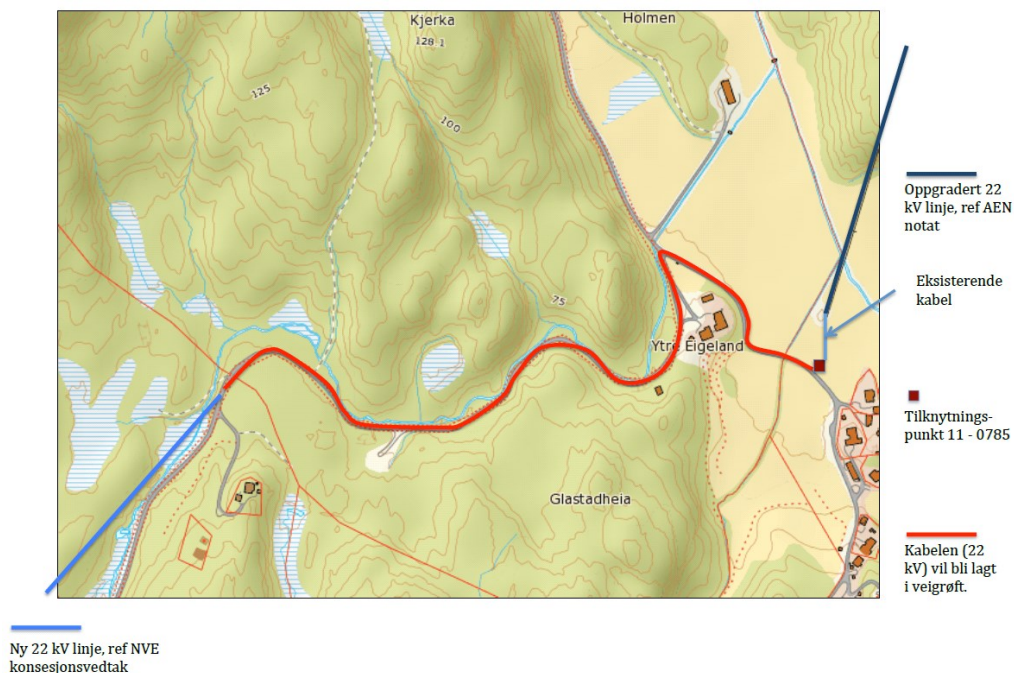 Kjerka
128.1
Holmen
125
100
75
Ytre Eigeland
Glastadheia
Oppgradert 22
kV linje, ref AEN
notat
Eksisterende
kabel
Tilknytnings-
punkt 11 - 0785
Kabelen (22
kV) vil bli lagt
i veigrøft.
Ny 22 kV linje, ref NVE
konsesjonsvedtak